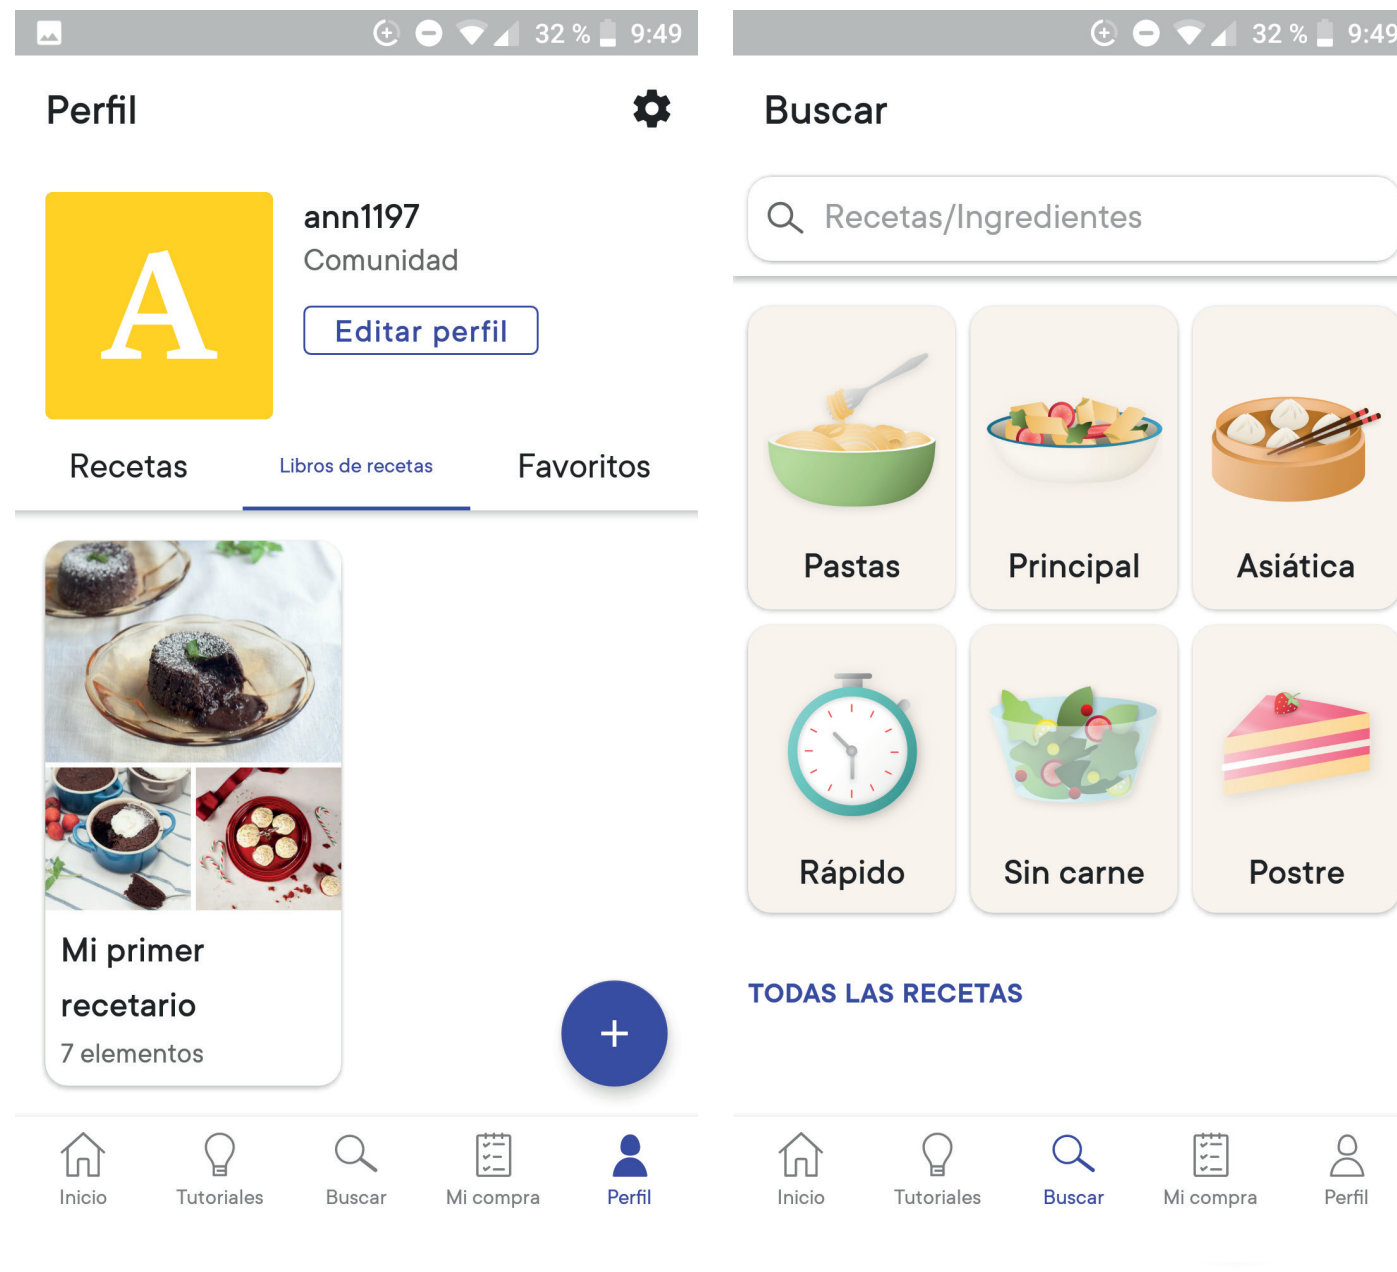 32 % 9:49
Perfil
A
ann1197
Comunidad
Editar perfil
Recetas Libros de recetas Favoritos
Mi primer
recetario
7 elementos
+
Inicio Tutoriales Buscar Mi compra Perfil
32 % 9:49
Buscar
Recetas/Ingredientes
Pastas Principal Asiática
Rápido Sin carne Postre
TODAS LAS RECETAS
Inicio Tutoriales Buscar Mi compra Perfil